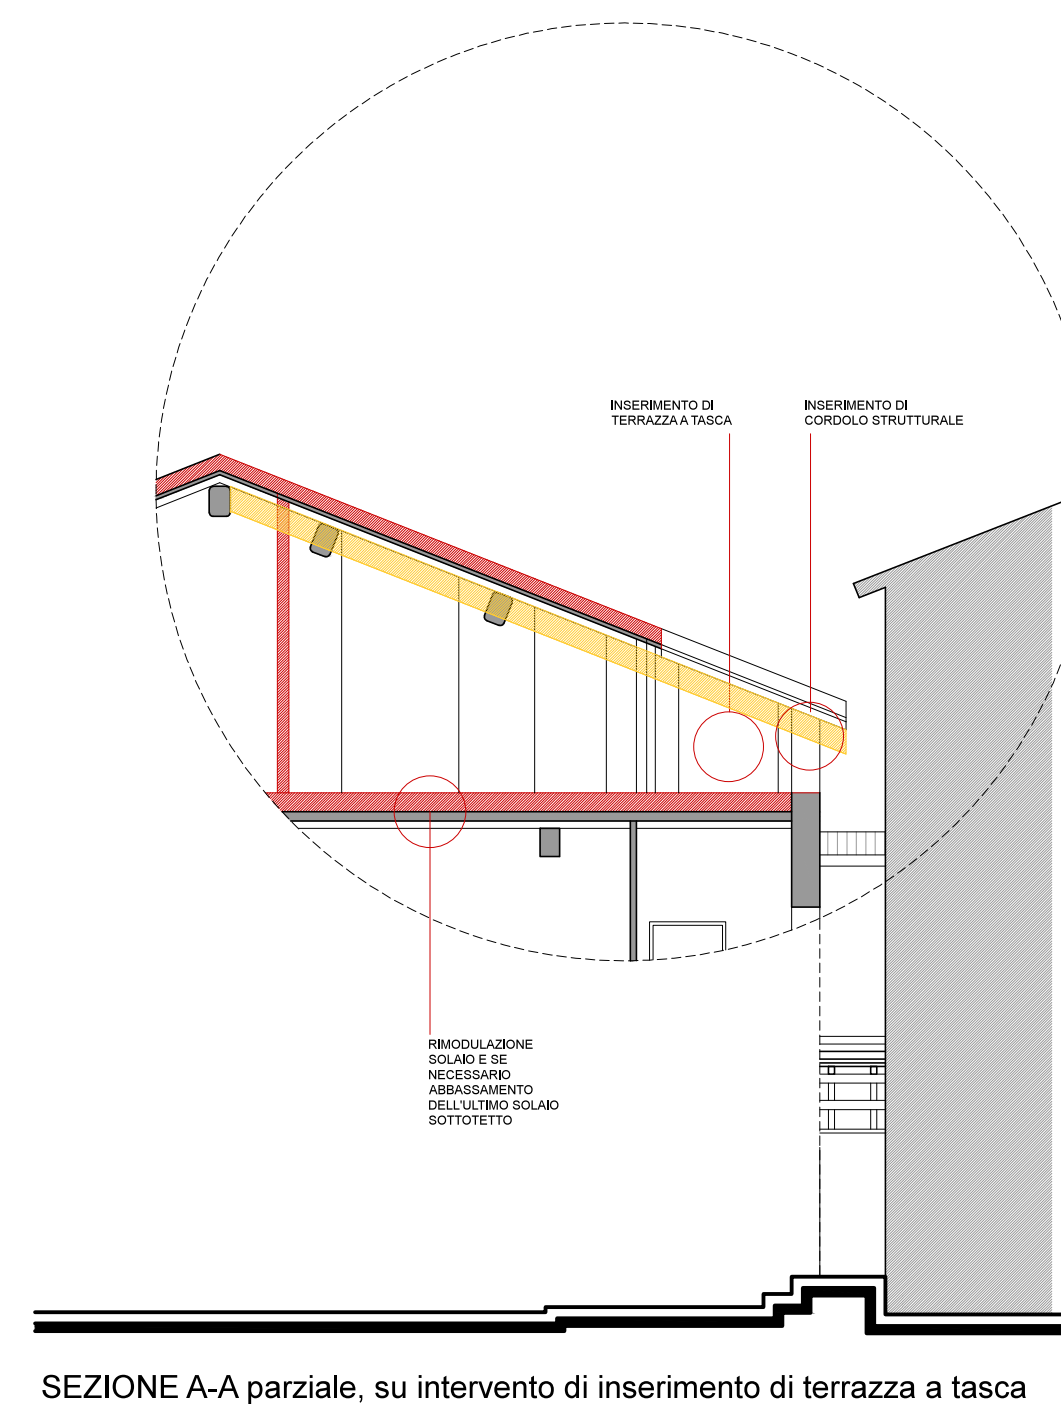 INSERIMENTO DI
TERRAZZA A TASCA
INSERIMENTO DI
CORDOLO STRUTTURALE
RIMODULAZIONE
SOLAIO E SE
NECESSARIO
ABBASSAMENTO
DELL'ULTIMO SOLAIO
SOTTOTETTO
SEZIONE A-A parziale, su intervento di inserimento di terrazza a tasca